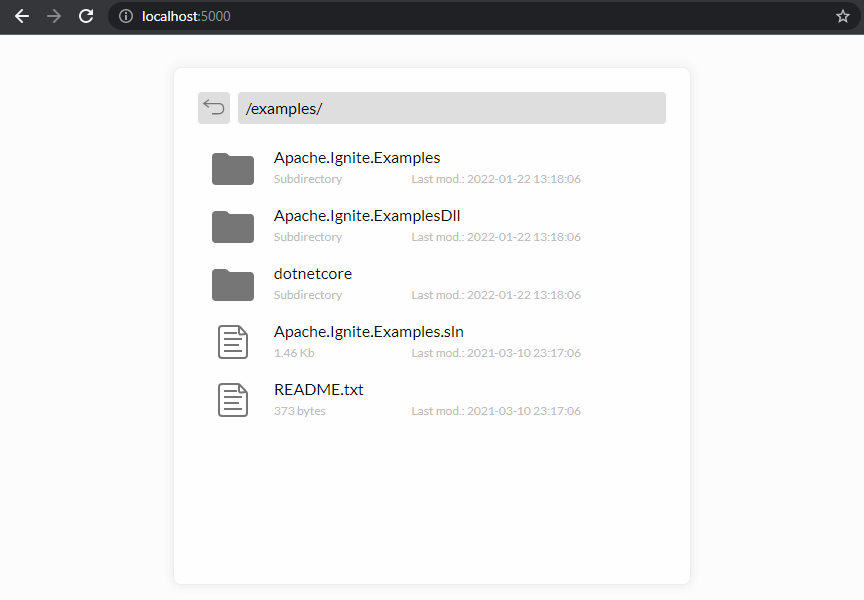 localhost:5000
/examples/
Apache.Ignite.Examples
Subdirectory Last mod.: 2022-01-22 13:18:06
Apache.Ignite.ExamplesDll
Subdirectory Last mod.: 2022-01-22 13:18:06
dotnetcore
Subdirectory Last mod.: 2022-01-22 13:18:06
Apache.Ignite.Examples.sln
1.46 Kb Last mod.: 2021-03-10 23:17:06
README.txt
373 bytes Last mod.: 2021-03-10 23:17:06